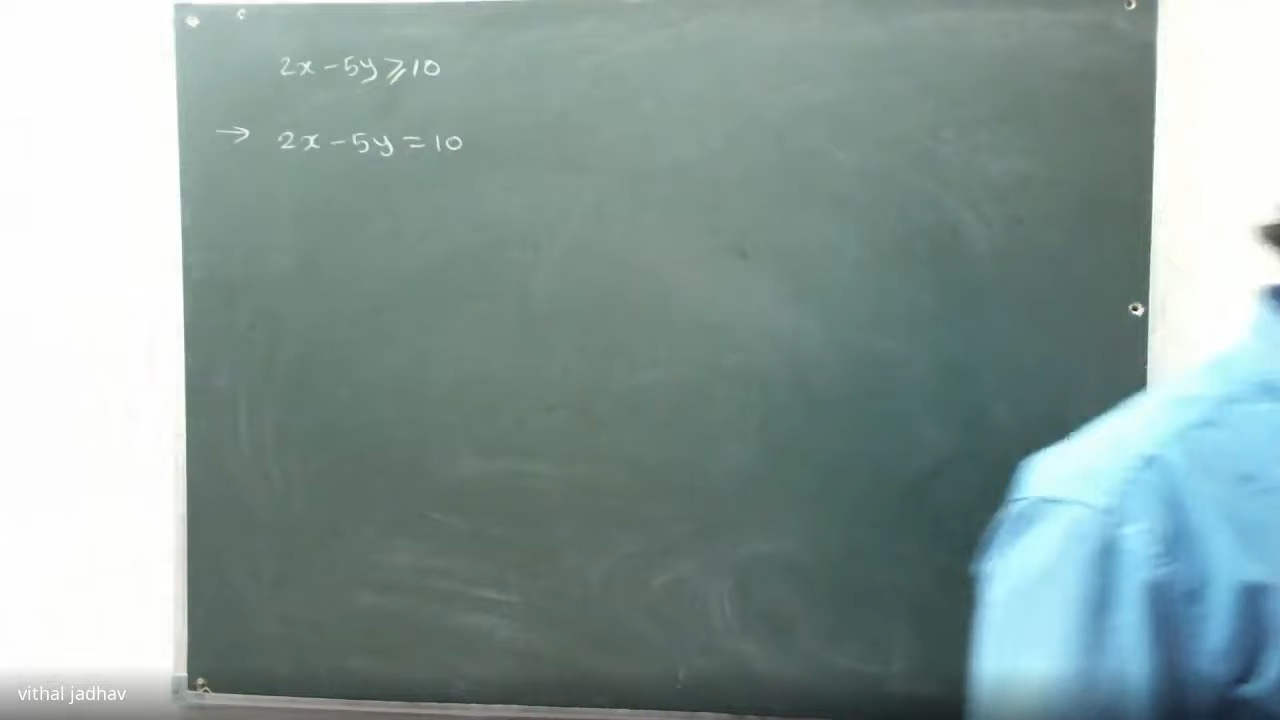 2x - 5y ⩾ 10
→ 2x - 5y = 10
vithal jadhav